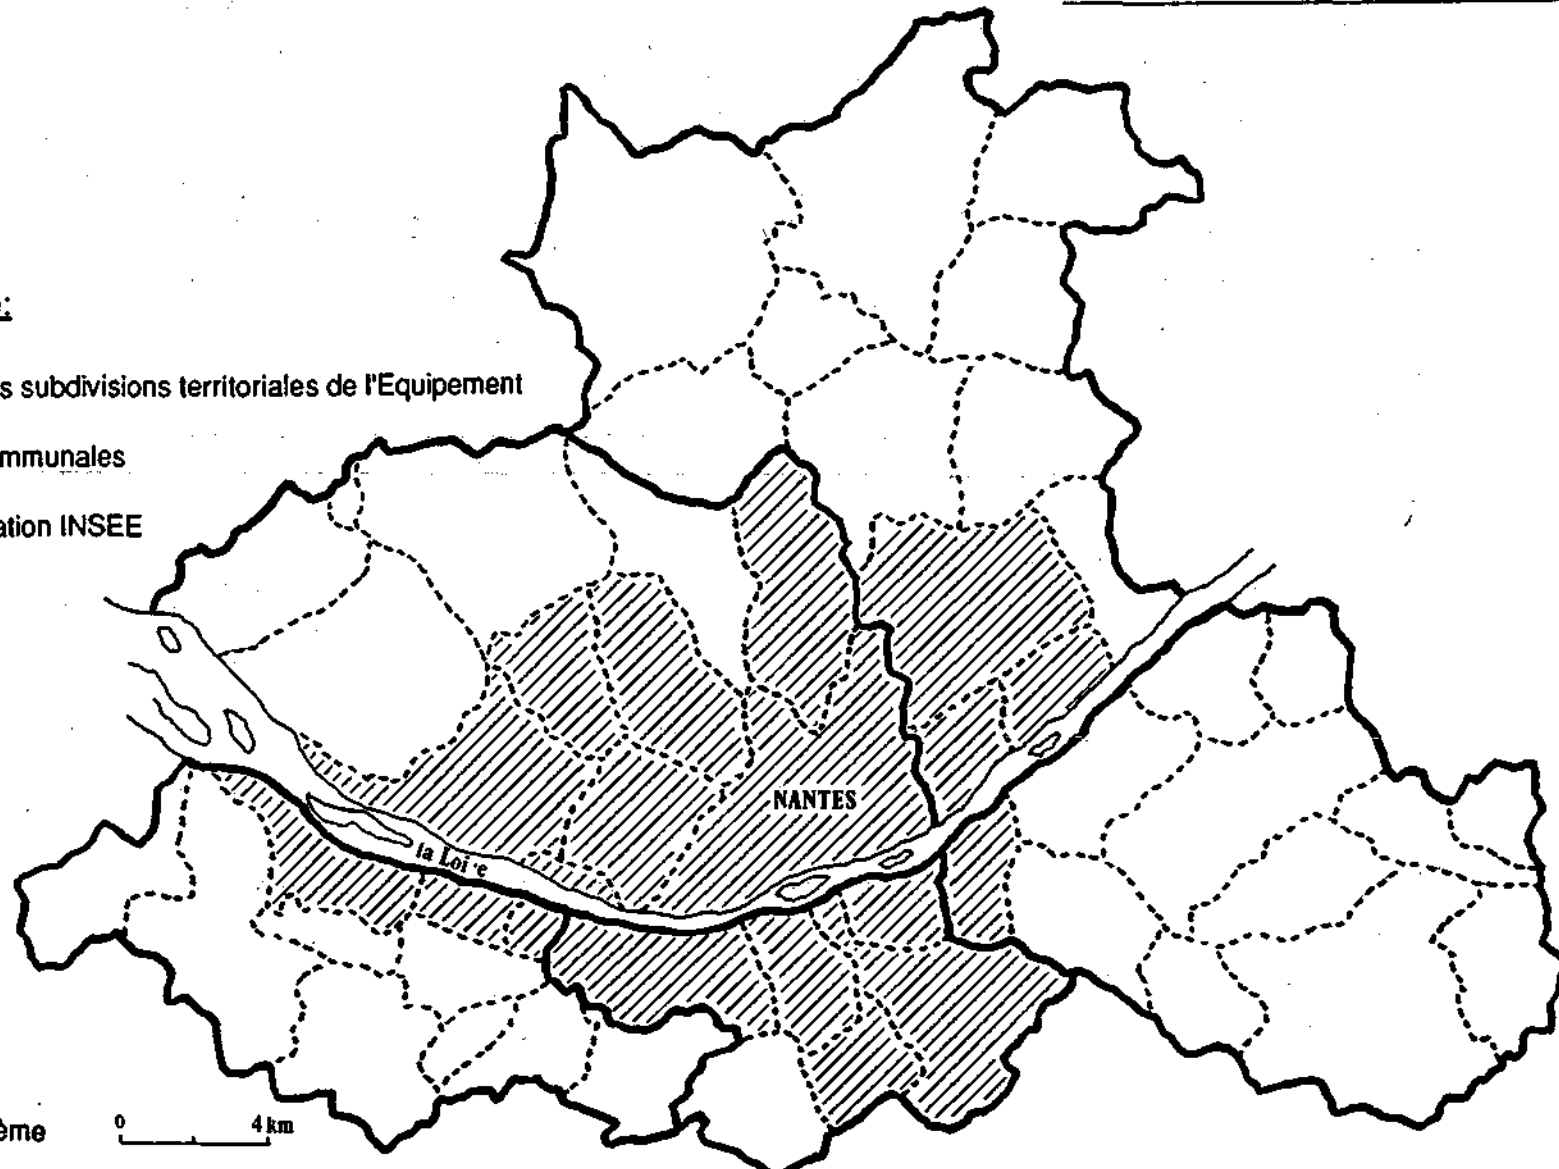 s subdivisions territoriales de l'Equipement
mmunales
ation INSEE
NANTES
la Loi e
ème
0 4 km